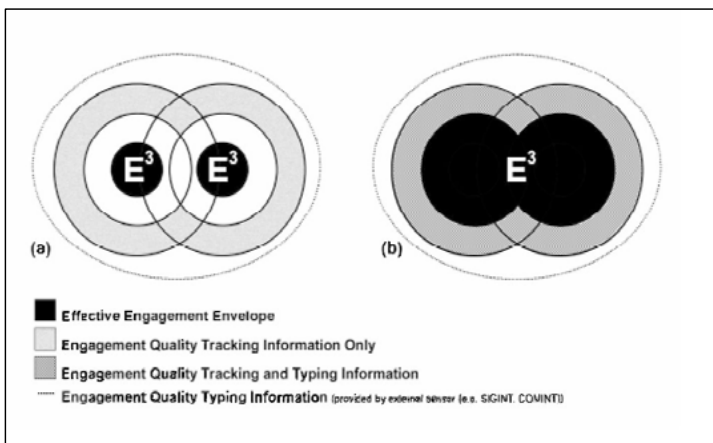 E³ E³
E³
(a) (b)
Effective Engagement Envelope
Engagement Quality Tracking Information Only
Engagement Quality Tracking and Typing Information
Engagement Quality Typing Information (provided by external sensor (e.g. SIGINT, COMINT))